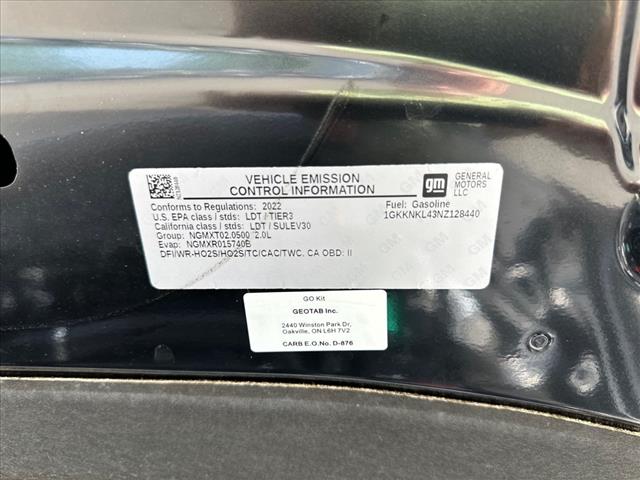 VEHICLE EMISSION
CONTROL INFORMATION
gm
GENERAL
MOTORS
LLC
Conforms to Regulations: 2022
U.S. EPA class / stds: LDT / TIER3
California class / stds: LDT / SULEV30
Group: NGMXT02.0500 2.0L
Evap: NGMXR015740B
DFI/WR-HO2S/HO2S/TC/CAC/TWC. CA OBD: II
Fuel: Gasoline
1GKKNKL43NZ128440
GO Kit
GEOTAB Inc.
2440 Winston Park Dr,
Oakville, ON L6H 7V2
CARB E.O.No. D-876